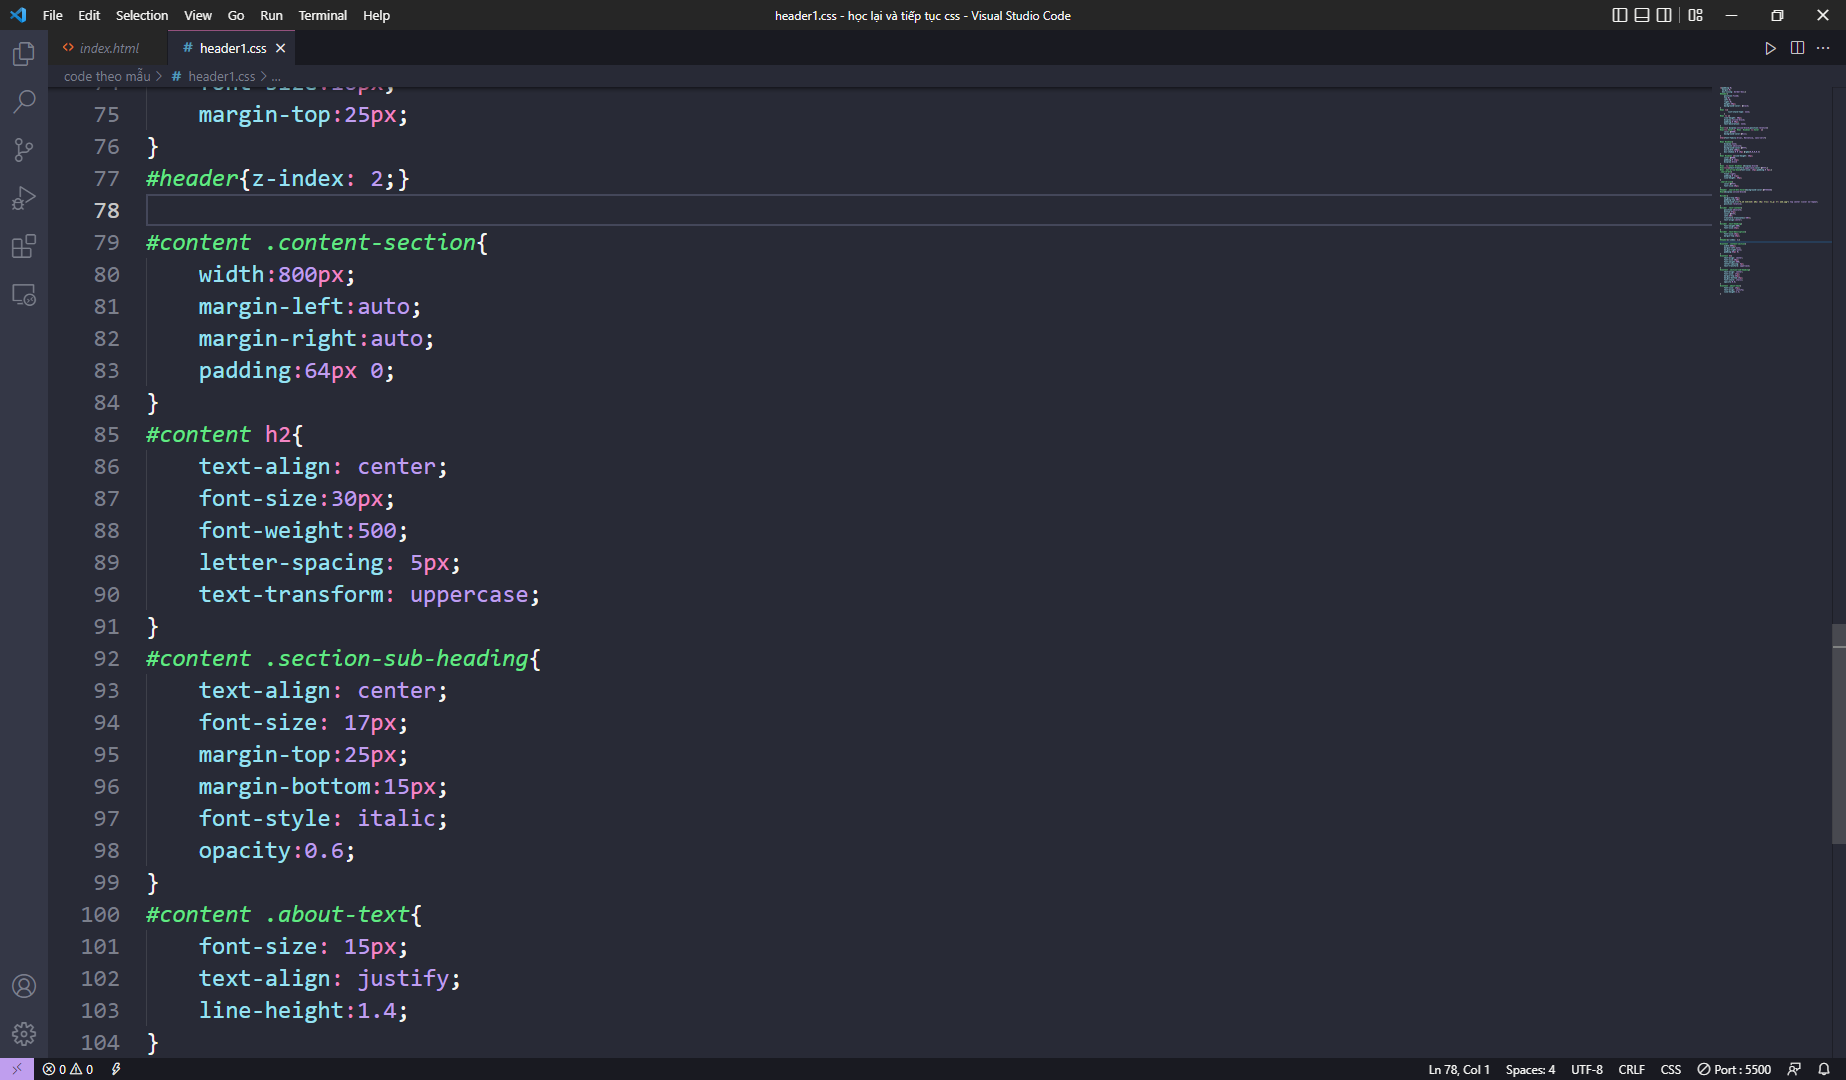 File Edit Selection View Go Run Terminal Help
header1.css - học lại và tiếp tục css - Visual Studio Code
<> index.html
# header1.css
code theo mẫu > # header1.css > ...
75 margin-top:25px;
76 }
77 #header{z-index: 2;}
78
79 #content .content-section{
80 width:800px;
81 margin-left:auto;
82 margin-right:auto;
83 padding:64px 0;
84 }
85 #content h2{
86 text-align: center;
87 font-size:30px;
88 font-weight:500;
89 letter-spacing: 5px;
90 text-transform: uppercase;
91 }
92 #content .section-sub-heading{
93 text-align: center;
94 font-size: 17px;
95 margin-top:25px;
96 margin-bottom:15px;
97 font-style: italic;
98 opacity:0.6;
99 }
100 #content .about-text{
101 font-size: 15px;
102 text-align: justify;
103 line-height:1.4;
104 }
0 0
Ln 78, Col 1 Spaces: 4 UTF-8 CRLF CSS Port : 5500